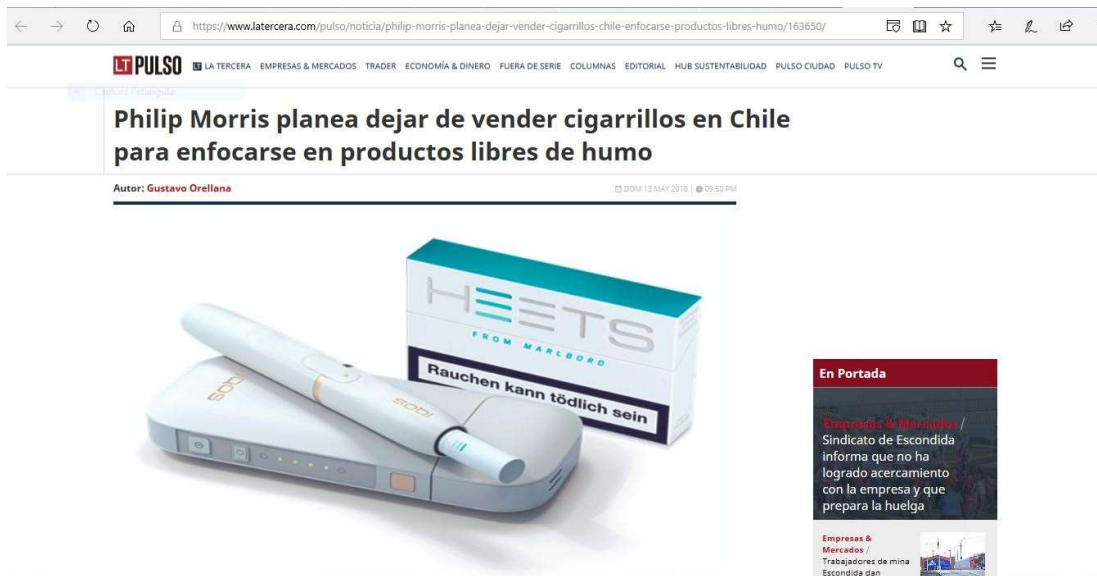 https://www.latercera.com/pulso/noticia/philip-morris-planea-dejar-vender-cigarrillos-chile-enfocarse-productos-libres-humo/163650/
LT PULSO LT LA TERCERA EMPRESAS & MERCADOS TRADER ECONOMÍA & DINERO FUERA DE SERIE COLUMNAS EDITORIAL HUB SUSTENTABILIDAD PULSO CIUDAD PULSO TV
Philip Morris planea dejar de vender cigarrillos en Chile
para enfocarse en productos libres de humo
Autor: Gustavo Orellana
DOM 13 MAY 2018 | 09:50 PM
HEETS
FROM MARLBORO
Rauchen kann tödlich sein
IQOS
IQOS
En Portada
Empresas & Mercados /
Sindicato de Escondida
informa que no ha
logrado acercamiento
con la empresa y que
prepara la huelga
Empresas &
Mercados /
Trabajadores de mina
Escondida dan